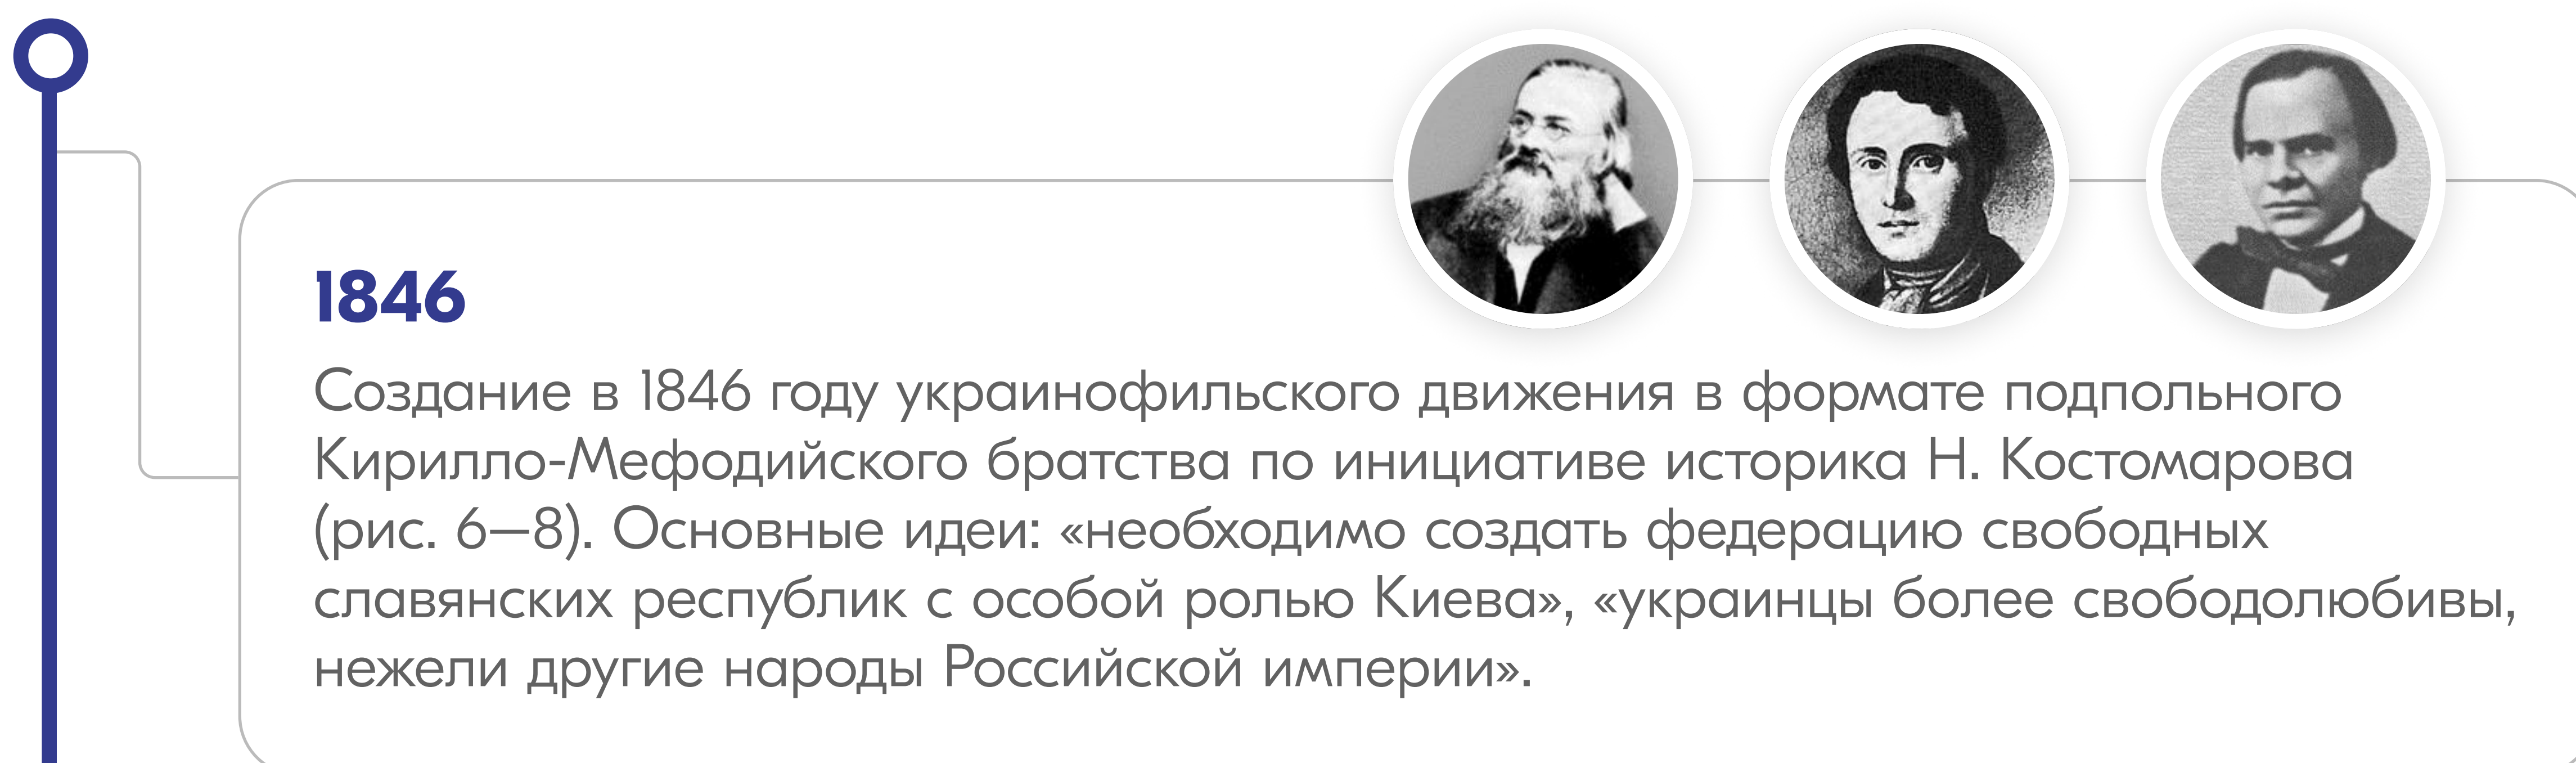 1846
Создание в 1846 году украинофильского движения в формате подпольного
Кирилло-Мефодийского братства по инициативе историка Н. Костомарова
(рис. 6—8). Основные идеи: «необходимо создать федерацию свободных
славянских республик с особой ролью Киева», «украинцы более свободолюбивы,
нежели другие народы Российской империи».